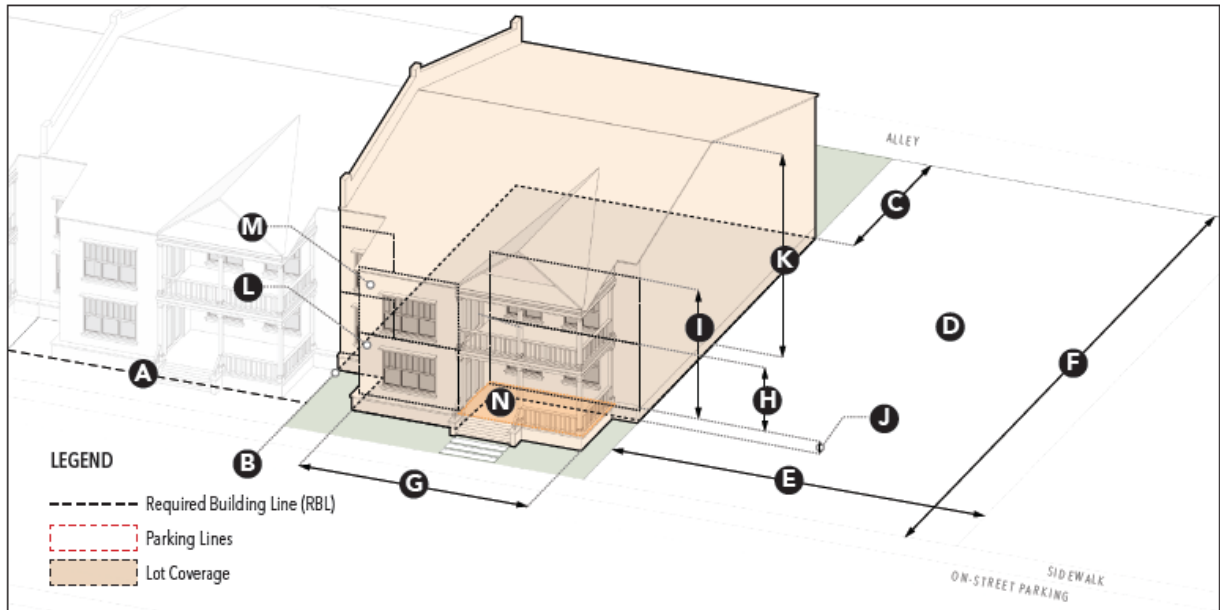 ALLEY
C
M
K
L
I
D
F
A
H
N
J
B
G
E
LEGEND
Required Building Line (RBL)
Parking Lines
Lot Coverage
SIDEWALK
ON-STREET PARKING